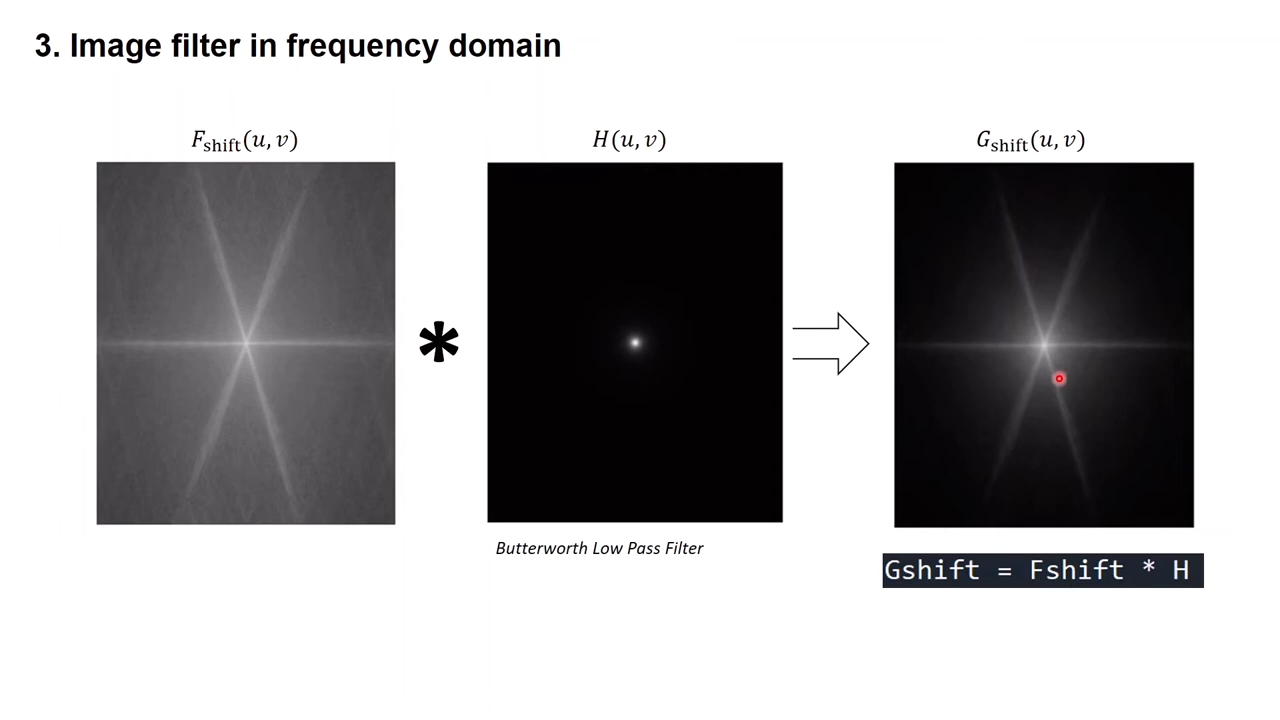 3. Image filter in frequency domain
F_shift(u, v)
H(u, v)
G_shift(u, v)
*
Butterworth Low Pass Filter
Gshift = Fshift * H